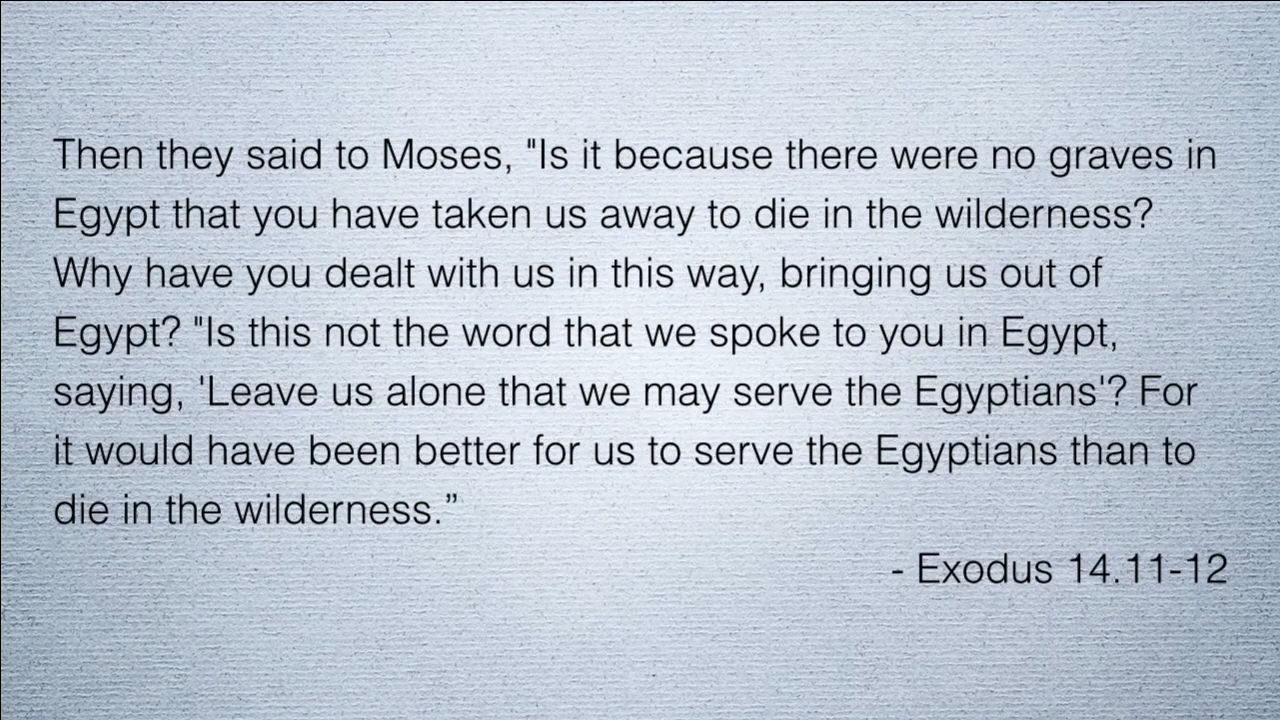 Then they said to Moses, "Is it because there were no graves in
Egypt that you have taken us away to die in the wilderness?
Why have you dealt with us in this way, bringing us out of
Egypt? "Is this not the word that we spoke to you in Egypt,
saying, 'Leave us alone that we may serve the Egyptians'? For
it would have been better for us to serve the Egyptians than to
die in the wilderness.”
- Exodus 14.11-12